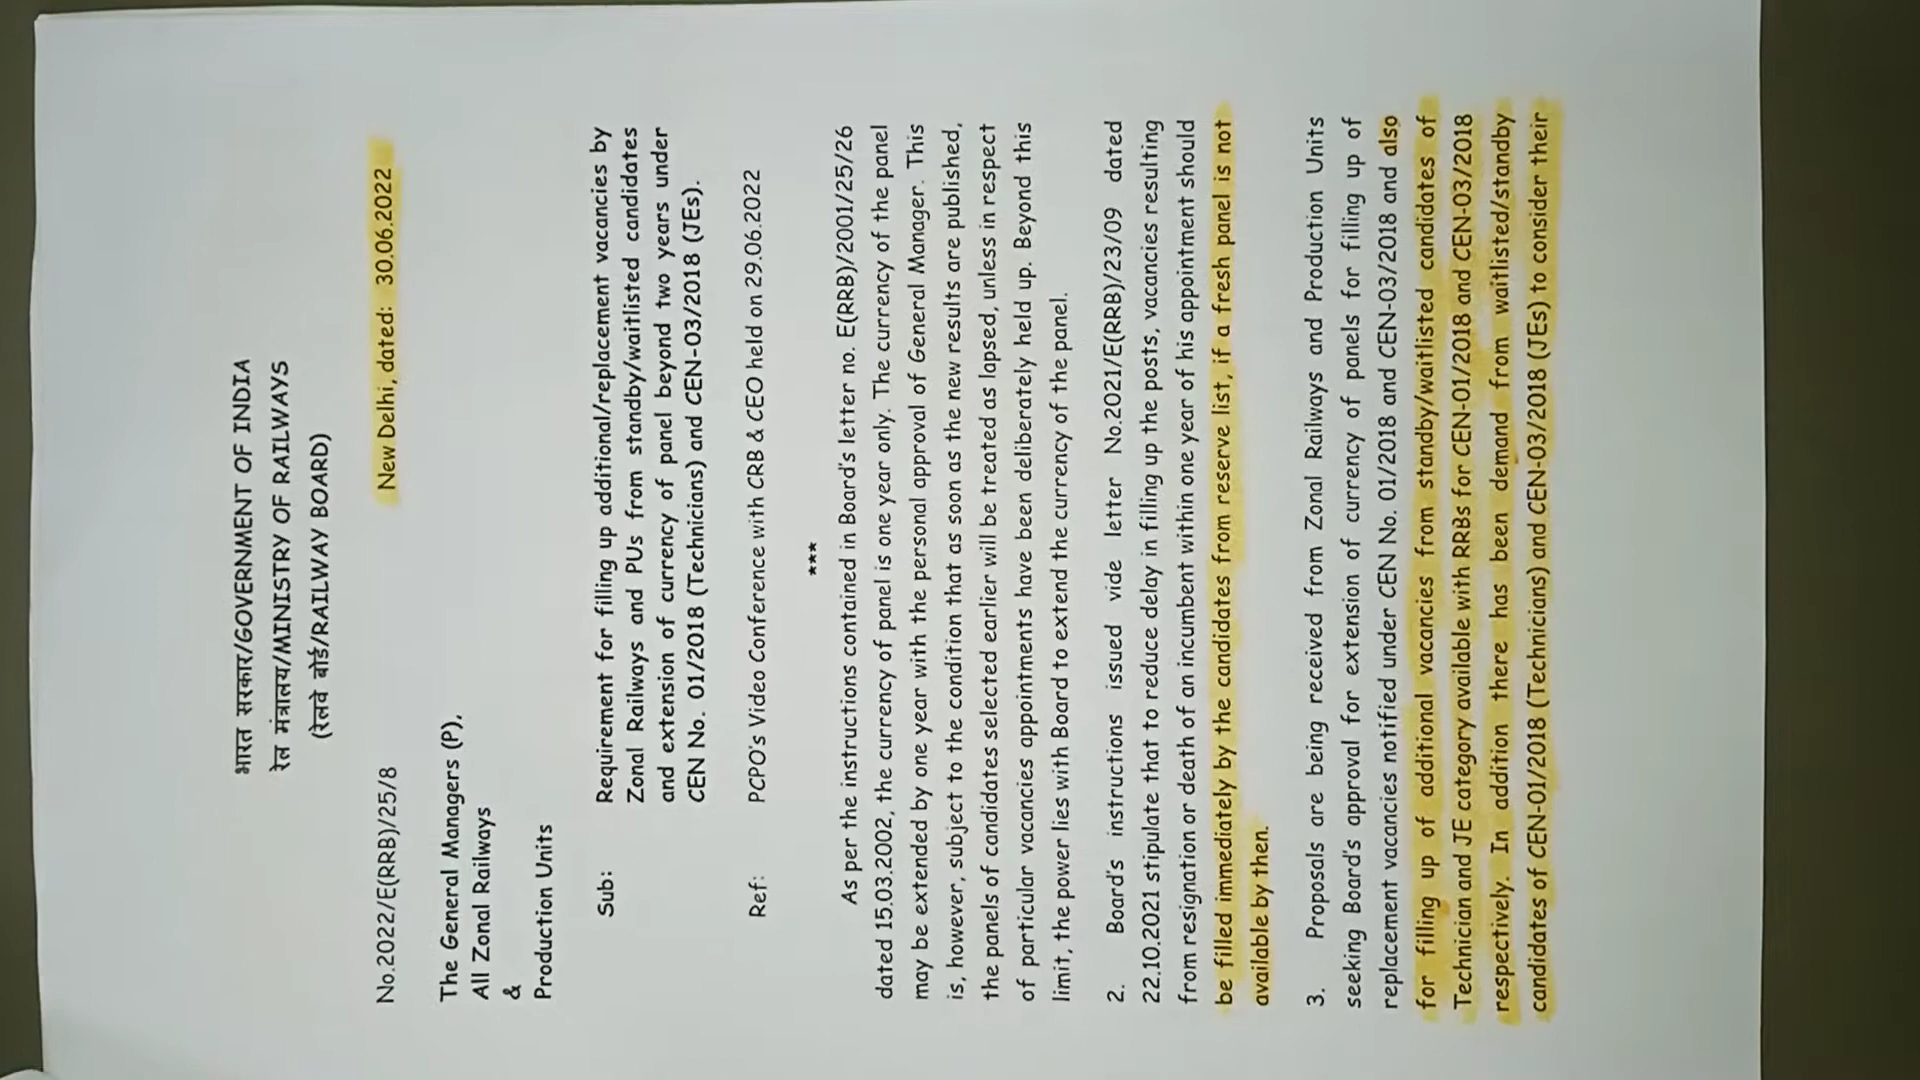 भारत सरकार/GOVERNMENT OF INDIA
रेल मंत्रालय/MINISTRY OF RAILWAYS
(रेलवे बोर्ड/RAILWAY BOARD)
No.2022/E(RRB)/25/8 New Delhi, dated: 30.06.2022
The General Managers (P),
All Zonal Railways
&
Production Units
Sub: Requirement for filling up additional/replacement vacancies by
Zonal Railways and PUs from standby/waitlisted candidates
and extension of currency of panel beyond two years under
CEN No. 01/2018 (Technicians) and CEN-03/2018 (JEs).
Ref: PCPO's Video Conference with CRB & CEO held on 29.06.2022
***
As per the instructions contained in Board's letter no. E(RRB)/2001/25/26
dated 15.03.2002, the currency of panel is one year only. The currency of the panel
may be extended by one year with the personal approval of General Manager. This
is, however, subject to the condition that as soon as the new results are published,
the panels of candidates selected earlier will be treated as lapsed, unless in respect
of particular vacancies appointments have been deliberately held up. Beyond this
limit, the power lies with Board to extend the currency of the panel.
2. Board's instructions issued vide letter No.2021/E(RRB)/23/09 dated
22.10.2021 stipulate that to reduce delay in filling up the posts, vacancies resulting
from resignation or death of an incumbent within one year of his appointment should
be filled immediately by the candidates from reserve list, if a fresh panel is not
available by then.
3. Proposals are being received from Zonal Railways and Production Units
seeking Board's approval for extension of currency of panels for filling up of
replacement vacancies notified under CEN No. 01/2018 and CEN-03/2018 and also
for filling up of additional vacancies from standby/waitlisted candidates of
Technician and JE category available with RRBs for CEN-01/2018 and CEN-03/2018
respectively. In addition there has been demand from waitlisted/standby
candidates of CEN-01/2018 (Technicians) and CEN-03/2018 (JEs) to consider their